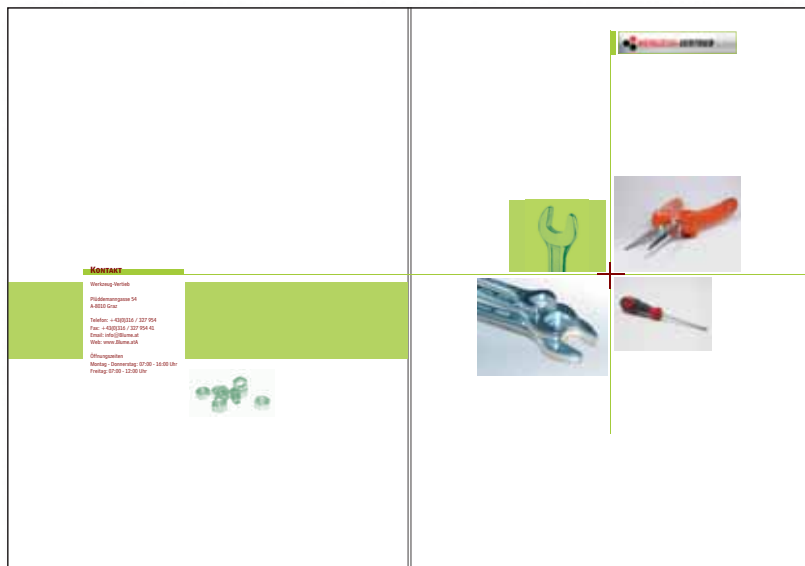 KONTAKT
Werkzeug-Vertieb
Plüddemanngasse 54
A-8010 Graz
Telefon: +43(0)316 / 327 954
Fax: +43(0)316 / 327 954 41
Email: info@Blume.at
Web: www.Blume.atA
Öffnungszeiten
Montag - Donnerstag: 07:00 - 16:00 Uhr
Freitag: 07:00 - 12:00 Uhr